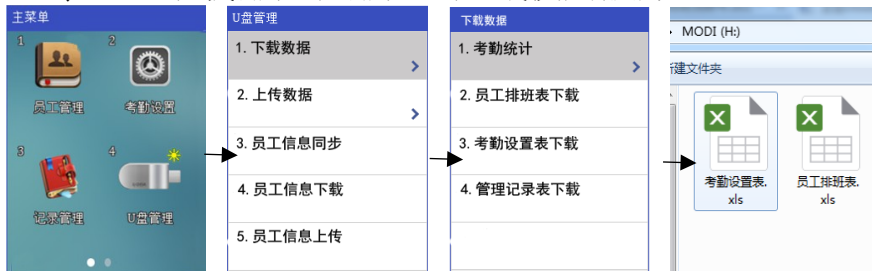 主菜单
1
2
员工管理
考勤设置
3
4
记录管理
U盘管理
U盘管理
1. 下载数据
2. 上传数据
3. 员工信息同步
4. 员工信息下载
5. 员工信息上传
下载数据
1. 考勤统计
2. 员工排班表下载
3. 考勤设置表下载
4. 管理记录表下载
MODI (H:)
建文件夹
考勤设置表.
xls
员工排班表.
xls